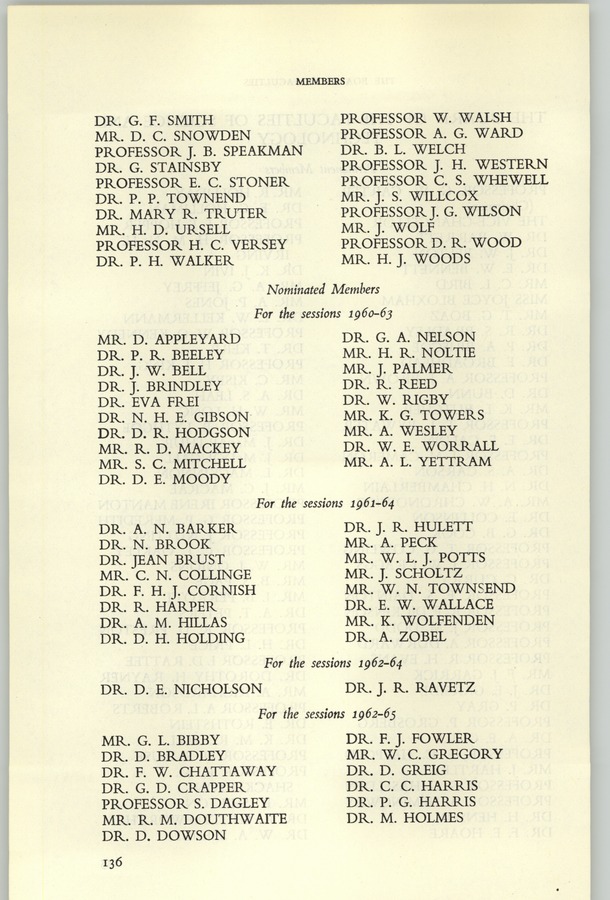 MEMBERS
DR. G. F. SMITH
MR. D. C. SNOWDEN
PROFESSOR J. B. SPEAKMAN
DR. G. STAINSBY
PROFESSOR E. C. STONER
DR. P. P. TOWNEND
DR. MARY R. TRUTER
MR. H. D. URSELL
PROFESSOR H. C. VERSEY
DR. P. H. WALKER
PROFESSOR W. WALSH
PROFESSOR A. G. WARD
DR. B. L. WELCH
PROFESSOR J. H. WESTERN
PROFESSOR C. S. WHEWELL
MR. J. S. WILLCOX
PROFESSOR J. G. WILSON
MR. J. WOLF
PROFESSOR D. R. WOOD
MR. H. J. WOODS
Nominated Members
For the sessions 1960-63
MR. D. APPLEYARD
DR. P. R. BEELEY
DR. J. W. BELL
DR. J. BRINDLEY
DR. EVA FREI
DR. N. H. E. GIBSON
DR. D. R. HODGSON
MR. R. D. MACKEY
MR. S. C. MITCHELL
DR. D. E. MOODY
DR. G. A. NELSON
MR. H. R. NOLTIE
MR. J. PALMER
DR. R. REED
DR. W. RIGBY
MR. K. G. TOWERS
MR. A. WESLEY
DR. W. E. WORRALL
MR. A. L. YETTRAM
For the sessions 1961-64
DR. A. N. BARKER
DR. N. BROOK
DR. JEAN BRUST
MR. C. N. COLLINGE
DR. F. H. J. CORNISH
DR. R. HARPER
DR. A. M. HILLAS
DR. D. H. HOLDING
DR. J. R. HULETT
MR. A. PECK
MR. W. L. J. POTTS
MR. J. SCHOLTZ
MR. W. N. TOWNSEND
DR. E. W. WALLACE
MR. K. WOLFENDEN
DR. A. ZOBEL
For the sessions 1962-64
DR. D. E. NICHOLSON
DR. J. R. RAVETZ
For the sessions 1962-65
MR. G. L. BIBBY
DR. D. BRADLEY
DR. F. W. CHATTAWAY
DR. G. D. CRAPPER
PROFESSOR S. DAGLEY
MR. R. M. DOUTHWAITE
DR. D. DOWSON
DR. F. J. FOWLER
MR. W. C. GREGORY
DR. D. GREIG
DR. C. C. HARRIS
DR. P. G. HARRIS
DR. M. HOLMES
136